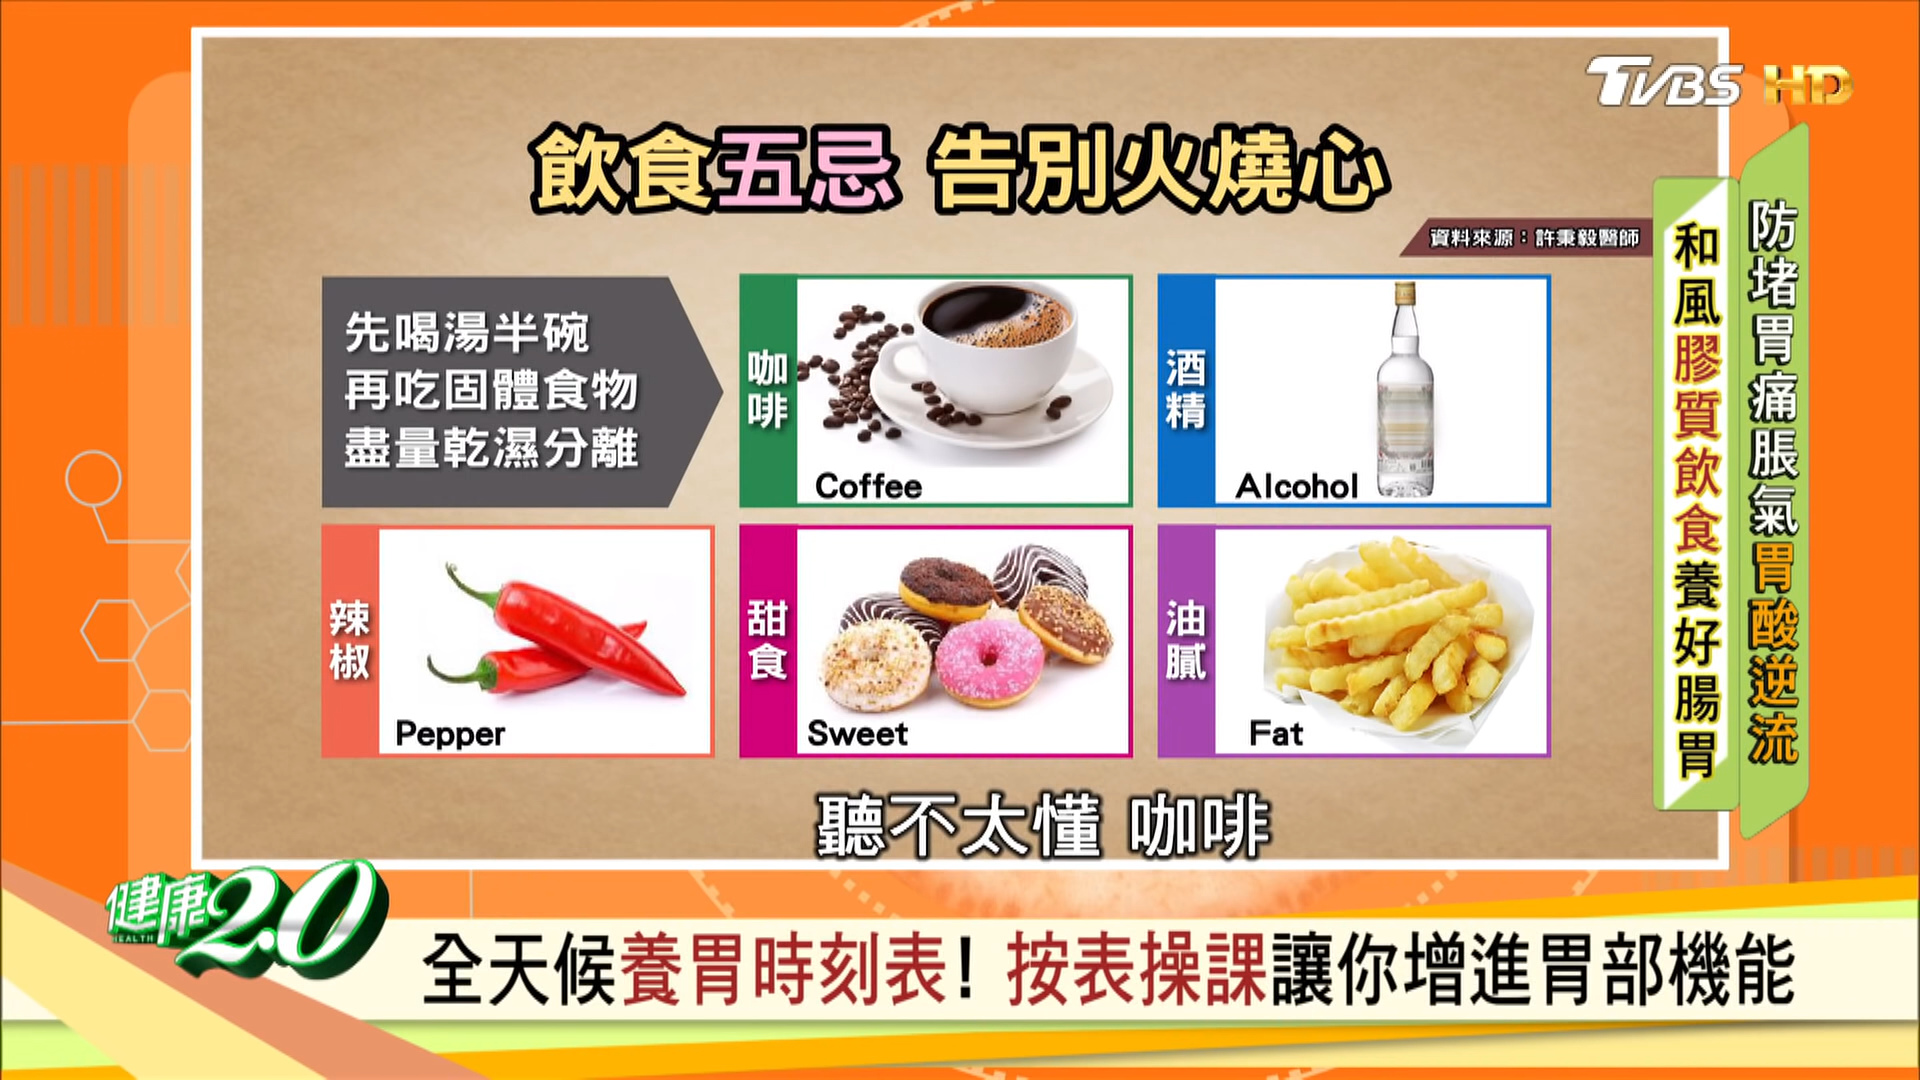 TVBS HD
飲食五忌 告別火燒心
資料來源：許秉毅醫師
先喝湯半碗
再吃固體食物
盡量乾濕分離
咖啡
Coffee
酒精
Alcohol
辣椒
Pepper
甜食
Sweet
油膩
Fat
防堵胃痛脹氣胃酸逆流
和風膠質飲食養好腸胃
聽不太懂 咖啡
健康2.0
HEALTH
全天候養胃時刻表！按表操課讓你增進胃部機能